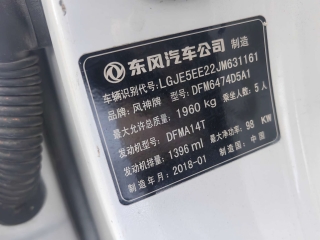 东风汽车公司 制造
车辆识别代号: LGJE5EE22JM631161
品牌: 风神牌 型号: DFM6474D5A1
最大允许总质量: 1960 kg 乘坐人数: 5 人
发动机型号: DFMA14T
发动机排量: 1396 ml 最大净功率: 98 KW
制造年月: 2018-01 制造国: 中国